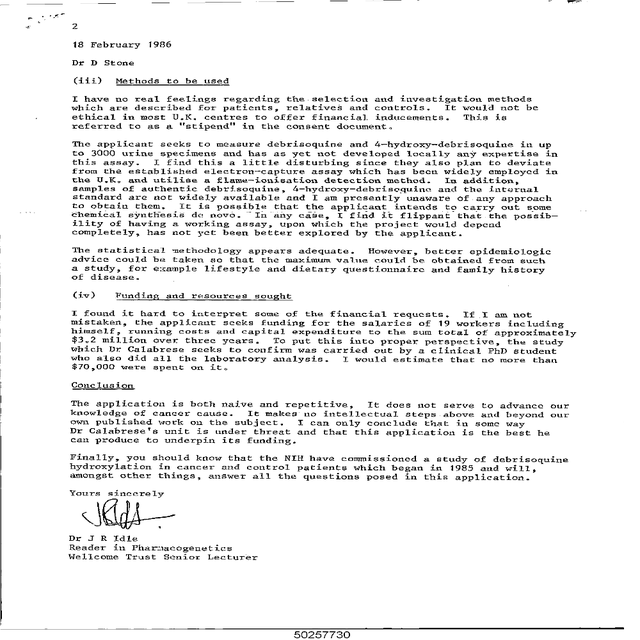 2
18 February 1986
Dr D Stone
(iii) Methods to be used
I have no real feelings regarding the selection and investigation methods
which are described for patients, relatives and controls. It would not be
ethical in most U.K. centres to offer financial inducements. This is
referred to as a "stipend" in the consent document.
The applicant seeks to measure debrisoquine and 4-hydroxy-debrisoquine in up
to 3000 urine specimens and has as yet not developed locally any expertise in
this assay. I find this a little disturbing since they also plan to deviate
from the established electron-capture assay which has been widely employed in
the U.K. and utilise a flame-ionisation detection method. In addition,
samples of authentic debrisoquine, 4-hydroxy-debrisoquine and the internal
standard are not widely available and I am presently unaware of any approach
to obtain them. It is possible that the applicant intends to carry out some
chemical synthesis de novo. In any case, I find it flippant that the possib-
ility of having a working assay, upon which the project would depend
completely, has not yet been better explored by the applicant.
The statistical methodology appears adequate. However, better epidemiologic
advice could be taken so that the maximum value could be obtained from such
a study, for example lifestyle and dietary questionnaire and family history
of disease.
(iv) Funding and resources sought
I found it hard to interpret some of the financial requests. If I am not
mistaken, the applicant seeks funding for the salaries of 19 workers including
himself, running costs and capital expenditure to the sum total of approximately
$3.2 million over three years. To put this into proper perspective, the study
which Dr Calabrese seeks to confirm was carried out by a clinical PhD student
who also did all the laboratory analysis. I would estimate that no more than
$70,000 were spent on it.
Conclusion
The application is both naive and repetitive, It does not serve to advance our
knowledge of cancer cause. It makes no intellectual steps above and beyond our
own published work on the subject. I can only conclude that in some way
Dr Calabrese's unit is under threat and that this application is the best he
can produce to underpin its funding.
Finally, you should know that the NIH have commissioned a study of debrisoquine
hydroxylation in cancer and control patients which began in 1985 and will,
amongst other things, answer all the questions posed in this application.
Yours sincerely
Dr J R Idle
Reader in Pharmacogenetics
Wellcome Trust Senior Lecturer
50257730